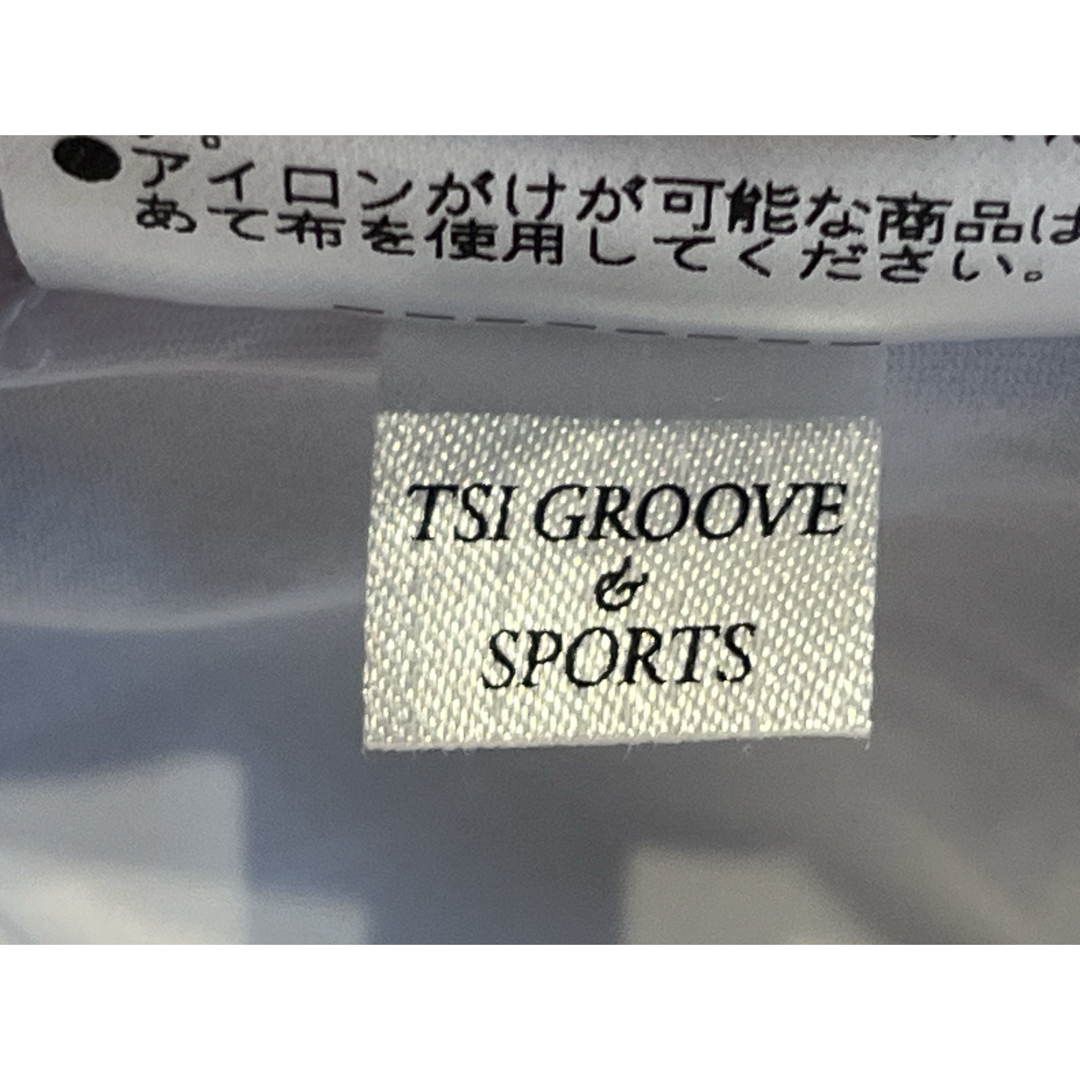 ●アイロンがけが可能な商品は
あて布を使用してください。
TSI GROOVE
&
SPORTS